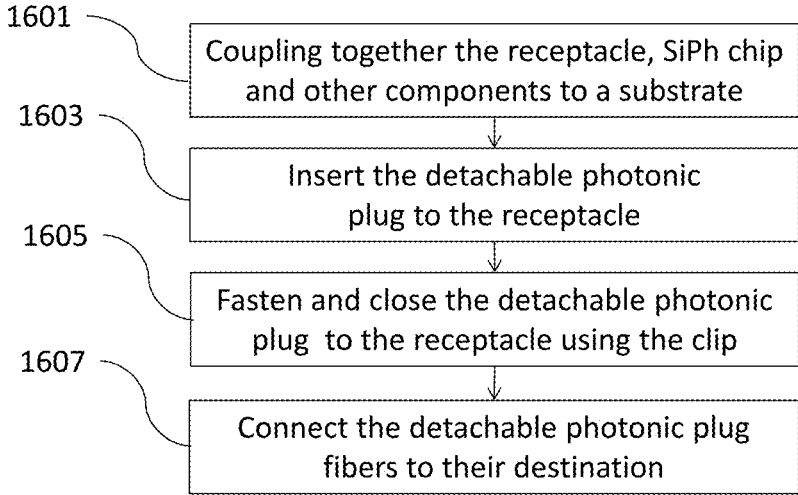 1601
Coupling together the receptacle, SiPh chip
and other components to a substrate
1603
Insert the detachable photonic
plug to the receptacle
1605
Fasten and close the detachable photonic
plug to the receptacle using the clip
1607
Connect the detachable photonic plug
fibers to their destination